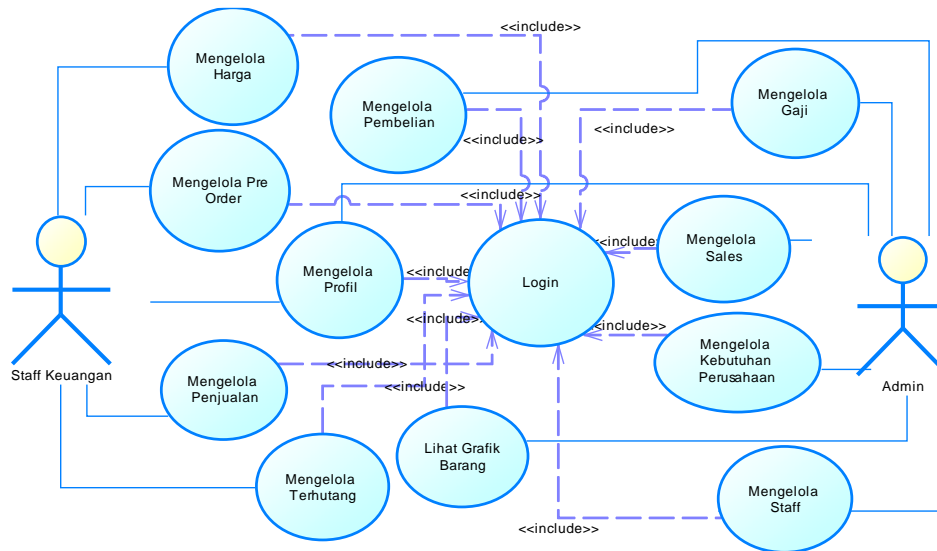 <<include>>
<<include>>
Mengelola
Harga
Mengelola
Pembelian
Mengelola
Gaji
<<include>>
<<include>>
Mengelola Pre
Order
<<include>>
<<include>>
Mengelola
Sales
<<include>>
Mengelola
Profil
<<include>>
Login
<<include>>
<<include>>
Mengelola
Kebutuhan
Perusahaan
<<include>>
Staff Keuangan
Mengelola
Penjualan
<<include>>
Admin
Lihat Grafik
Barang
Mengelola
Terhutang
Mengelola
Staff
<<include>>